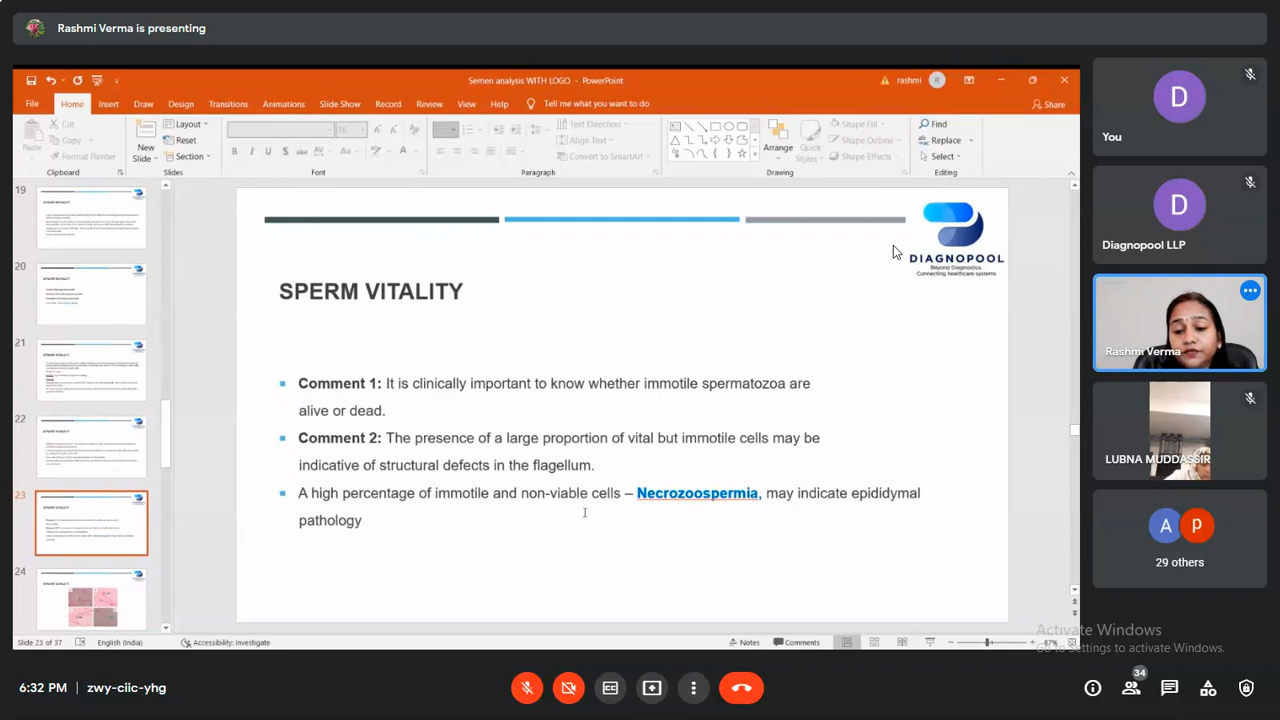 Rashmi Verma is presenting
Semen analysis WITH LOGO - PowerPoint
rashmi
R
File Home Insert Draw Design Transitions Animations Slide Show Record Review View Help Tell me what you want to do
Share
Paste
Cut
Copy
Format Painter
Clipboard
New
Slide
Layout
Reset
Section
Slides
Font
Text Direction
Align Text
Convert to SmartArt
Paragraph
Arrange
Quick
Styles
Shape Fill
Shape Outline
Shape Effects
Drawing
Find
Replace
Select
Editing
19
20
21
22
23
24
DIAGNOPOOL
Beyond Diagnostics.
Connecting healthcare systems
SPERM VITALITY
Comment 1: It is clinically important to know whether immotile spermatozoa are
alive or dead.
Comment 2: The presence of a large proportion of vital but immotile cells may be
indicative of structural defects in the flagellum.
A high percentage of immotile and non-viable cells – Necrozoospermia, may indicate epididymal
pathology
Slide 23 of 37
English (India)
Accessibility: Investigate
Notes
Comments
87%
D
You
D
Diagnopool LLP
Rashmi Verma
LUBNA MUDDASSIR
A P
29 others
Activate Windows
Go to Settings to activate Windows.
6:32 PM | zwy-ciic-yhg
34